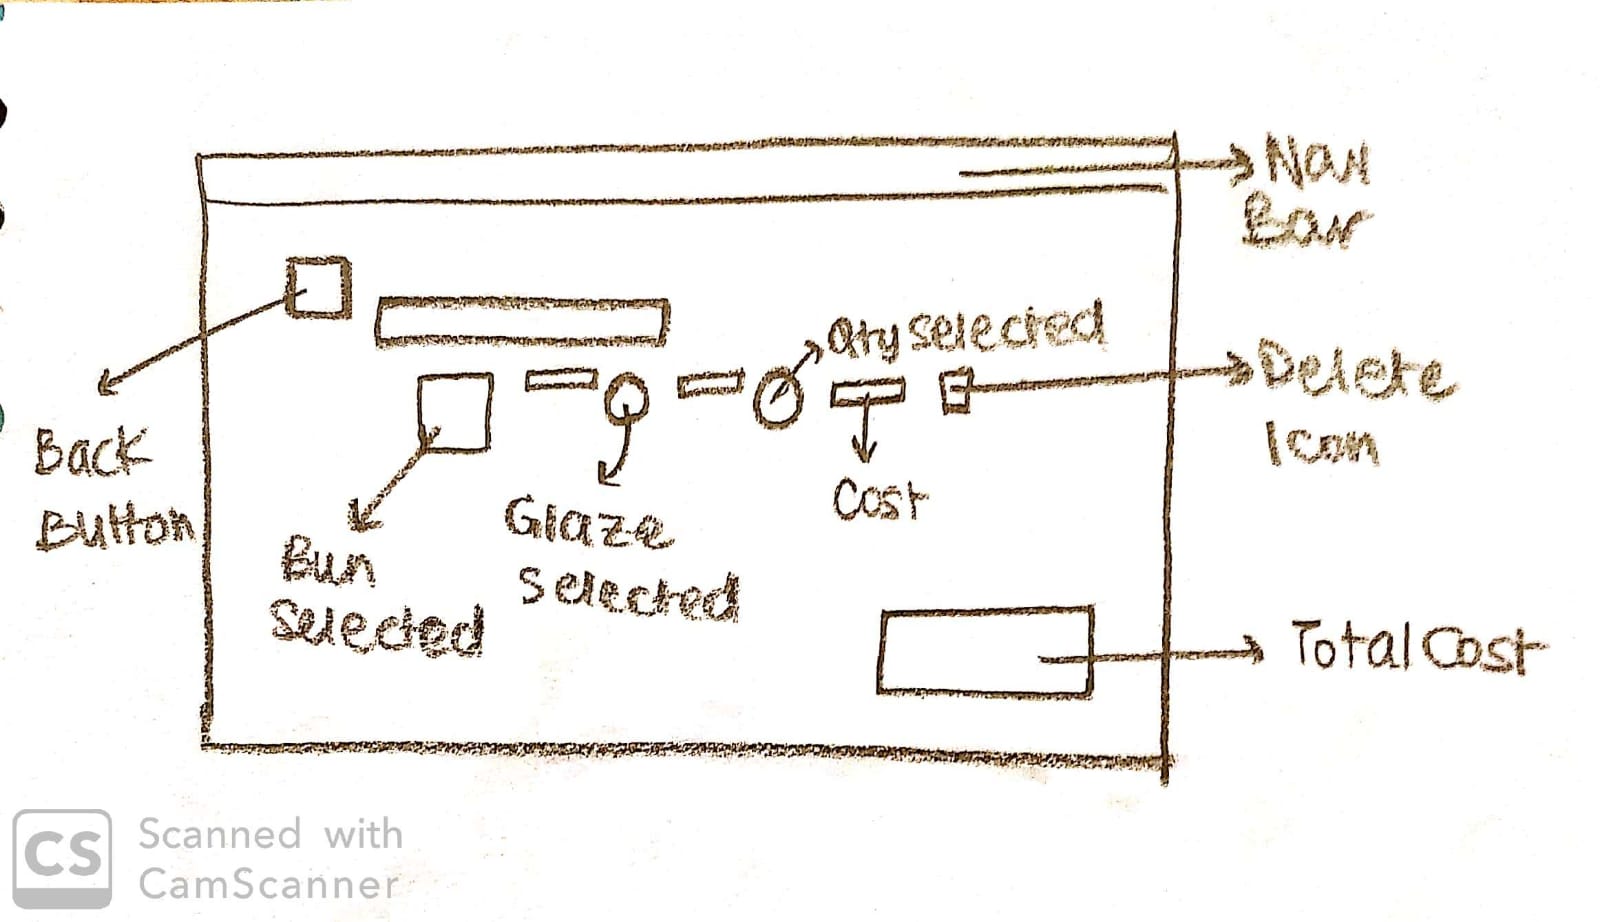 Nav
Bar
Qty selected
Delete
Icon
Back
Button
Cost
Glaze
selected
Bun
Selected
Total Cost
CS
Scanned with
CamScanner